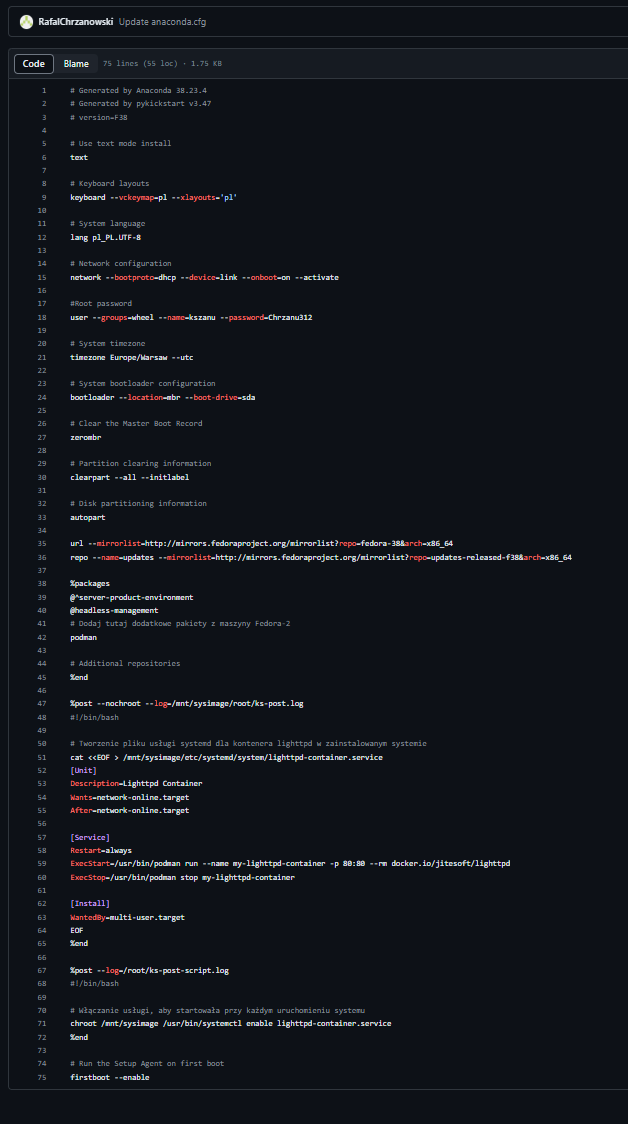 RafalChrzanowski Update anaconda.cfg
Code Blame 75 lines (55 loc) · 1.75 KB
1 # Generated by Anaconda 38.23.4
2 # Generated by pykickstart v3.47
3 # version=F38
4
5 # Use text mode install
6 text
7
8 # Keyboard layouts
9 keyboard --vckeymap=pl --xlayouts='pl'
10
11 # System language
12 lang pl_PL.UTF-8
13
14 # Network configuration
15 network --bootproto=dhcp --device=link --onboot=on --activate
16
17 #Root password
18 user --groups=wheel --name=kszanu --password=Chrzanu312
19
20 # System timezone
21 timezone Europe/Warsaw --utc
22
23 # System bootloader configuration
24 bootloader --location=mbr --boot-drive=sda
25
26 # Clear the Master Boot Record
27 zerombr
28
29 # Partition clearing information
30 clearpart --all --initlabel
31
32 # Disk partitioning information
33 autopart
34
35 url --mirrorlist=http://mirrors.fedoraproject.org/mirrorlist?repo=fedora-38&arch=x86_64
36 repo --name=updates --mirrorlist=http://mirrors.fedoraproject.org/mirrorlist?repo=updates-released-f38&arch=x86_64
37
38 %packages
39 @^server-product-environment
40 @headless-management
41 # Dodaj tutaj dodatkowe pakiety z maszyny Fedora-2
42 podman
43
44 # Additional repositories
45 %end
46
47 %post --nochroot --log=/mnt/sysimage/root/ks-post.log
48 #!/bin/bash
49
50 # Tworzenie pliku usługi systemd dla kontenera lighttpd w zainstalowanym systemie
51 cat <<EOF > /mnt/sysimage/etc/systemd/system/lighttpd-container.service
52 [Unit]
53 Description=Lighttpd Container
54 Wants=network-online.target
55 After=network-online.target
56
57 [Service]
58 Restart=always
59 ExecStart=/usr/bin/podman run --name my-lighttpd-container -p 80:80 --rm docker.io/jitesoft/lighttpd
60 ExecStop=/usr/bin/podman stop my-lighttpd-container
61
62 [Install]
63 WantedBy=multi-user.target
64 EOF
65 %end
66
67 %post --log=/root/ks-post-script.log
68 #!/bin/bash
69
70 # Włączanie usługi, aby startowała przy każdym uruchomieniu systemu
71 chroot /mnt/sysimage /usr/bin/systemctl enable lighttpd-container.service
72 %end
73
74 # Run the Setup Agent on first boot
75 firstboot --enable